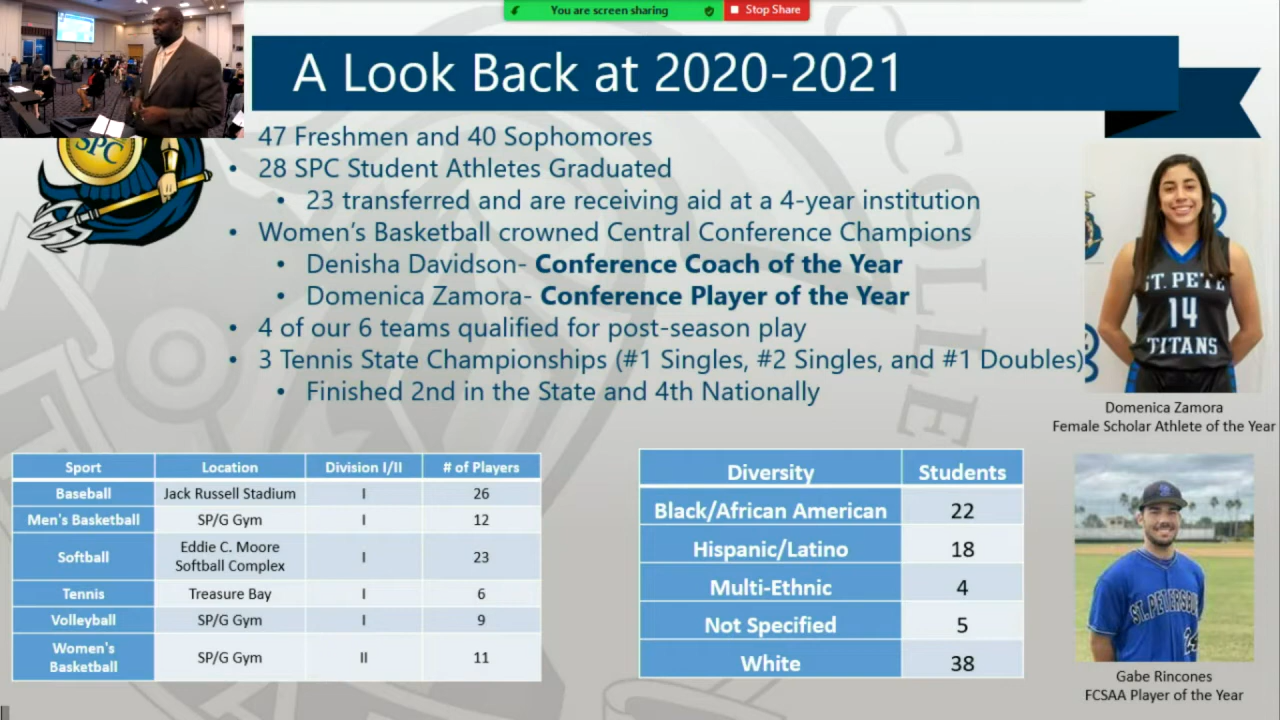 You are screen sharing
Stop Share
A Look Back at 2020-2021
SPC
• 47 Freshmen and 40 Sophomores
• 28 SPC Student Athletes Graduated
• 23 transferred and are receiving aid at a 4-year institution
• Women's Basketball crowned Central Conference Champions
• Denisha Davidson- Conference Coach of the Year
• Domenica Zamora- Conference Player of the Year
• 4 of our 6 teams qualified for post-season play
• 3 Tennis State Championships (#1 Singles, #2 Singles, and #1 Doubles)
• Finished 2nd in the State and 4th Nationally
COLLE
ST. PETE
14
TITANS
Domenica Zamora
Female Scholar Athlete of the Year
Sport Location Division I/II # of Players
Baseball Jack Russell Stadium I 26
Men's Basketball SP/G Gym I 12
Softball Eddie C. Moore Softball Complex I 23
Tennis Treasure Bay I 6
Volleyball SP/G Gym I 9
Women's Basketball SP/G Gym II 11
Diversity Students
Black/African American 22
Hispanic/Latino 18
Multi-Ethnic 4
Not Specified 5
White 38
ST. PETERSBU
Gabe Rincones
FCSAA Player of the Year